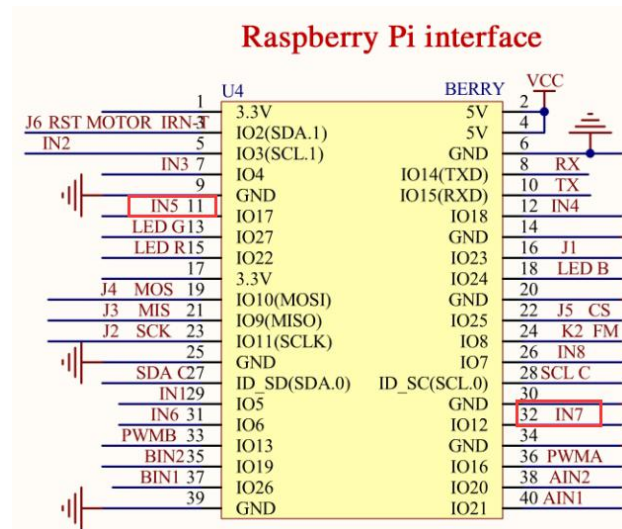 Raspberry Pi interface
U4 BERRY VCC
1 3.3V 5V 2
J6 RST MOTOR IRN-T 3 IO2(SDA.1) 5V 4
IN2 5 IO3(SCL.1) GND 6
IN3 7 IO4 IO14(TXD) 8 RX
9 GND IO15(RXD) 10 TX
IN5 11 IO17 IO18 12 IN4
LED G 13 IO27 GND 14
LED R 15 IO22 IO23 16 J1
17 3.3V IO24 18 LED B
J4 MOS 19 IO10(MOSI) GND 20
J3 MIS 21 IO9(MISO) IO25 22 J5 CS
J2 SCK 23 IO11(SCLK) IO8 24 K2 FM
25 GND IO7 26 IN8
SDA C 27 ID_SD(SDA.0) ID_SC(SCL.0) 28 SCL C
IN1 29 IO5 GND 30
IN6 31 IO6 IO12 32 IN7
PWMB 33 IO13 GND 34
BIN2 35 IO19 IO16 36 PWMA
BIN1 37 IO26 IO20 38 AIN2
39 GND IO21 40 AIN1